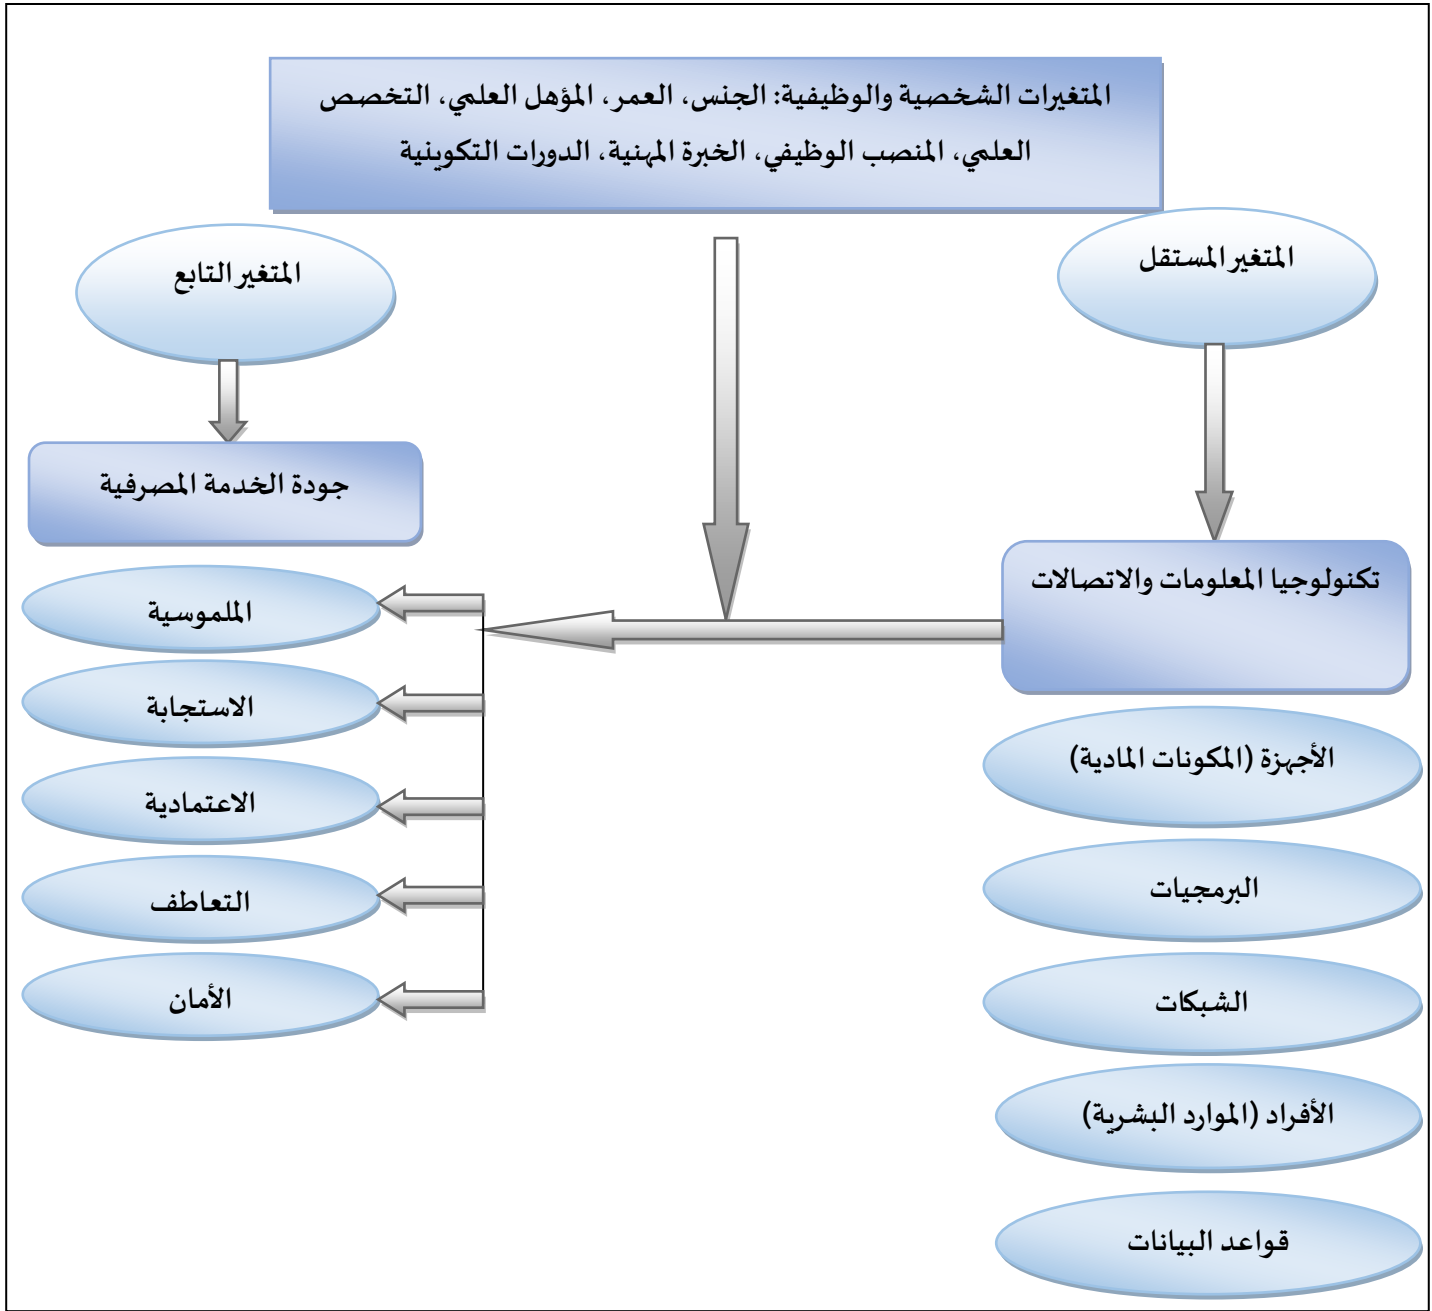 المتغيرات الشخصية والوظيفية: الجنس، العمر، المؤهل العلمي، التخصص
العلمي، المنصب الوظيفي، الخبرة المهنية، الدورات التكوينية
المتغير المستقل
المتغير التابع
تكنولوجيا المعلومات والاتصالات
الأجهزة (المكونات المادية)
البرمجيات
الشبكات
الأفراد (الموارد البشرية)
قواعد البيانات
جودة الخدمة المصرفية
الملموسية
الاستجابة
الاعتمادية
التعاطف
الأمان